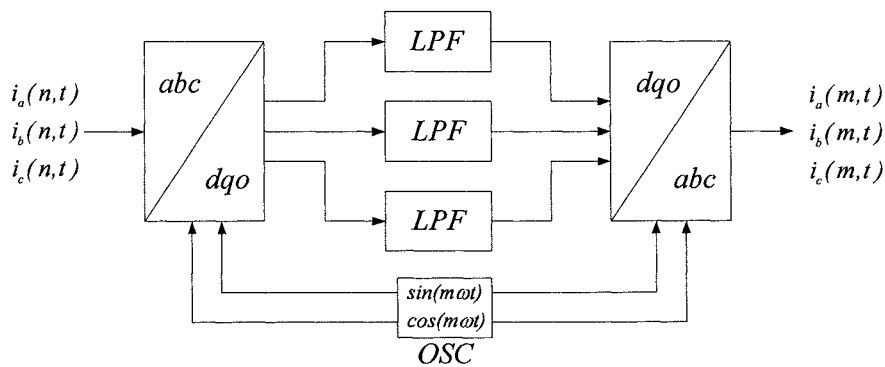 i_a(n,t)
i_b(n,t)
i_c(n,t)
abc
dqo
LPF
LPF
LPF
dqo
abc
i_a(m,t)
i_b(m,t)
i_c(m,t)
sin(mωt)
cos(mωt)
OSC